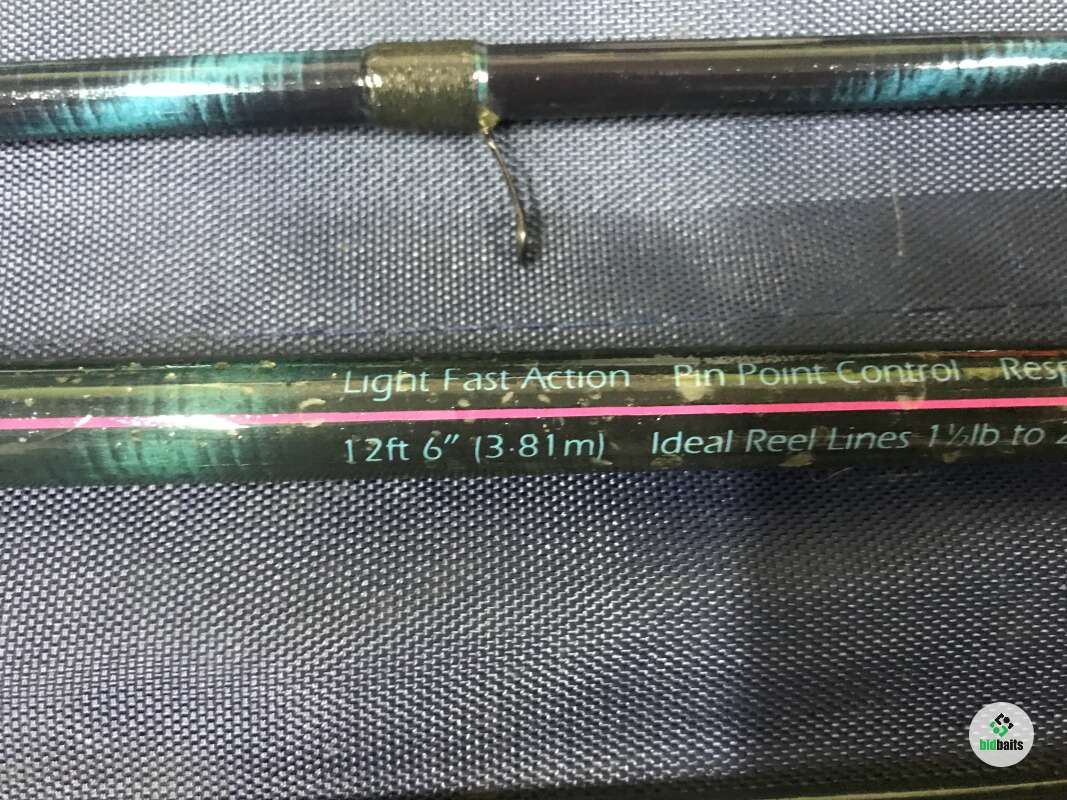 Light Fast Action Pin Point Control
12ft 6" (3·81m) Ideal Reel Lines 1½lb to
bidbaits